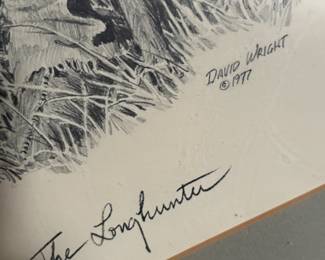 DAVID WRIGHT
©1977
The Longhunter